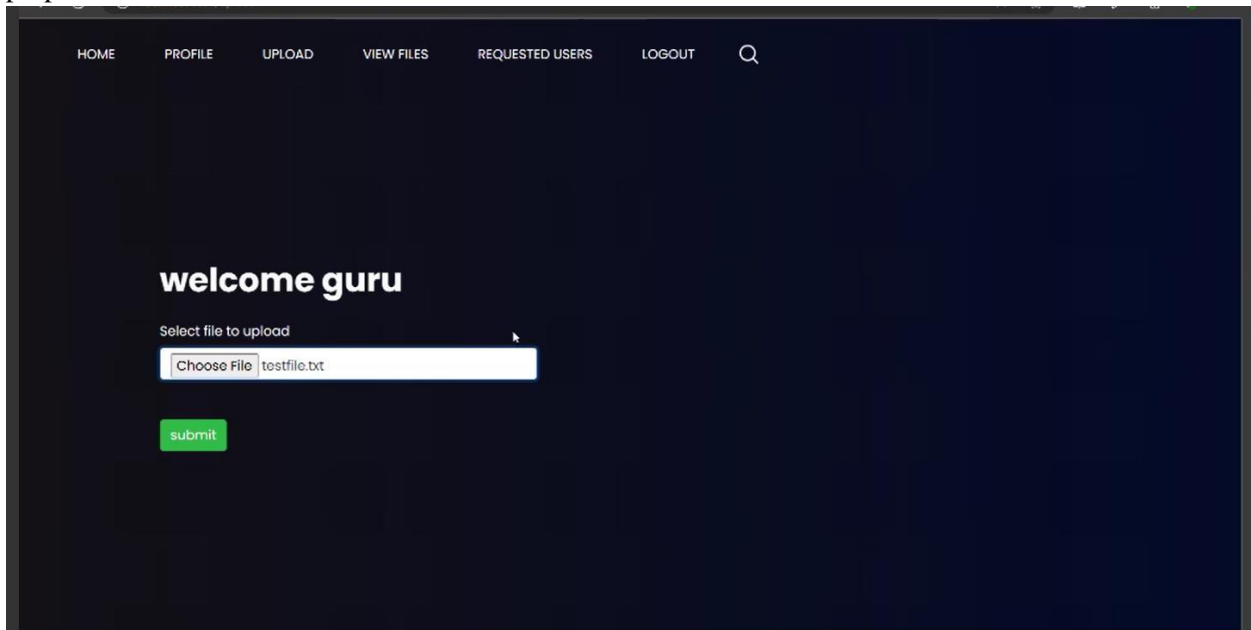 HOME PROFILE UPLOAD VIEW FILES REQUESTED USERS LOGOUT
welcome guru
Select file to upload
Choose File testfile.txt
submit